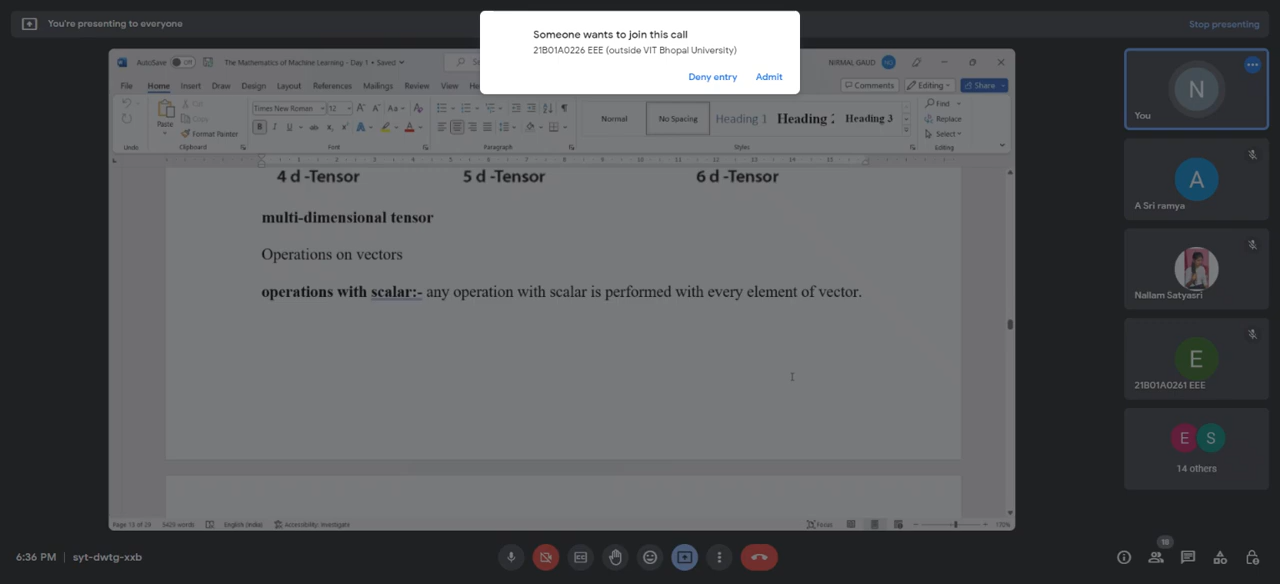 You're presenting to everyone
Stop presenting
Someone wants to join this call
21B01A0226 EEE (outside VIT Bhopal University)
Deny entry
Admit
AutoSave Off
The Mathematics of Machine Learning - Day 1 • Saved
NIRMAL GAUD
NG
File Home Insert Draw Design Layout References Mailings Review View
Comments Editing Share
Times New Roman 12
Paste
Cut
Copy
Format Painter
Normal No Spacing Heading 1 Heading 2 Heading 3
Find
Replace
Select
Undo Clipboard Font Paragraph Styles Editing
4 d -Tensor 5 d -Tensor 6 d -Tensor
multi-dimensional tensor
Operations on vectors
operations with scalar:- any operation with scalar is performed with every element of vector.
English (India) Accessibility: Investigate
Focus
N
You
A
A Sri ramya
Nallam Satyasri
E
21B01A0261 EEE
E S
14 others
6:36 PM | syt-dwtg-xxb
18